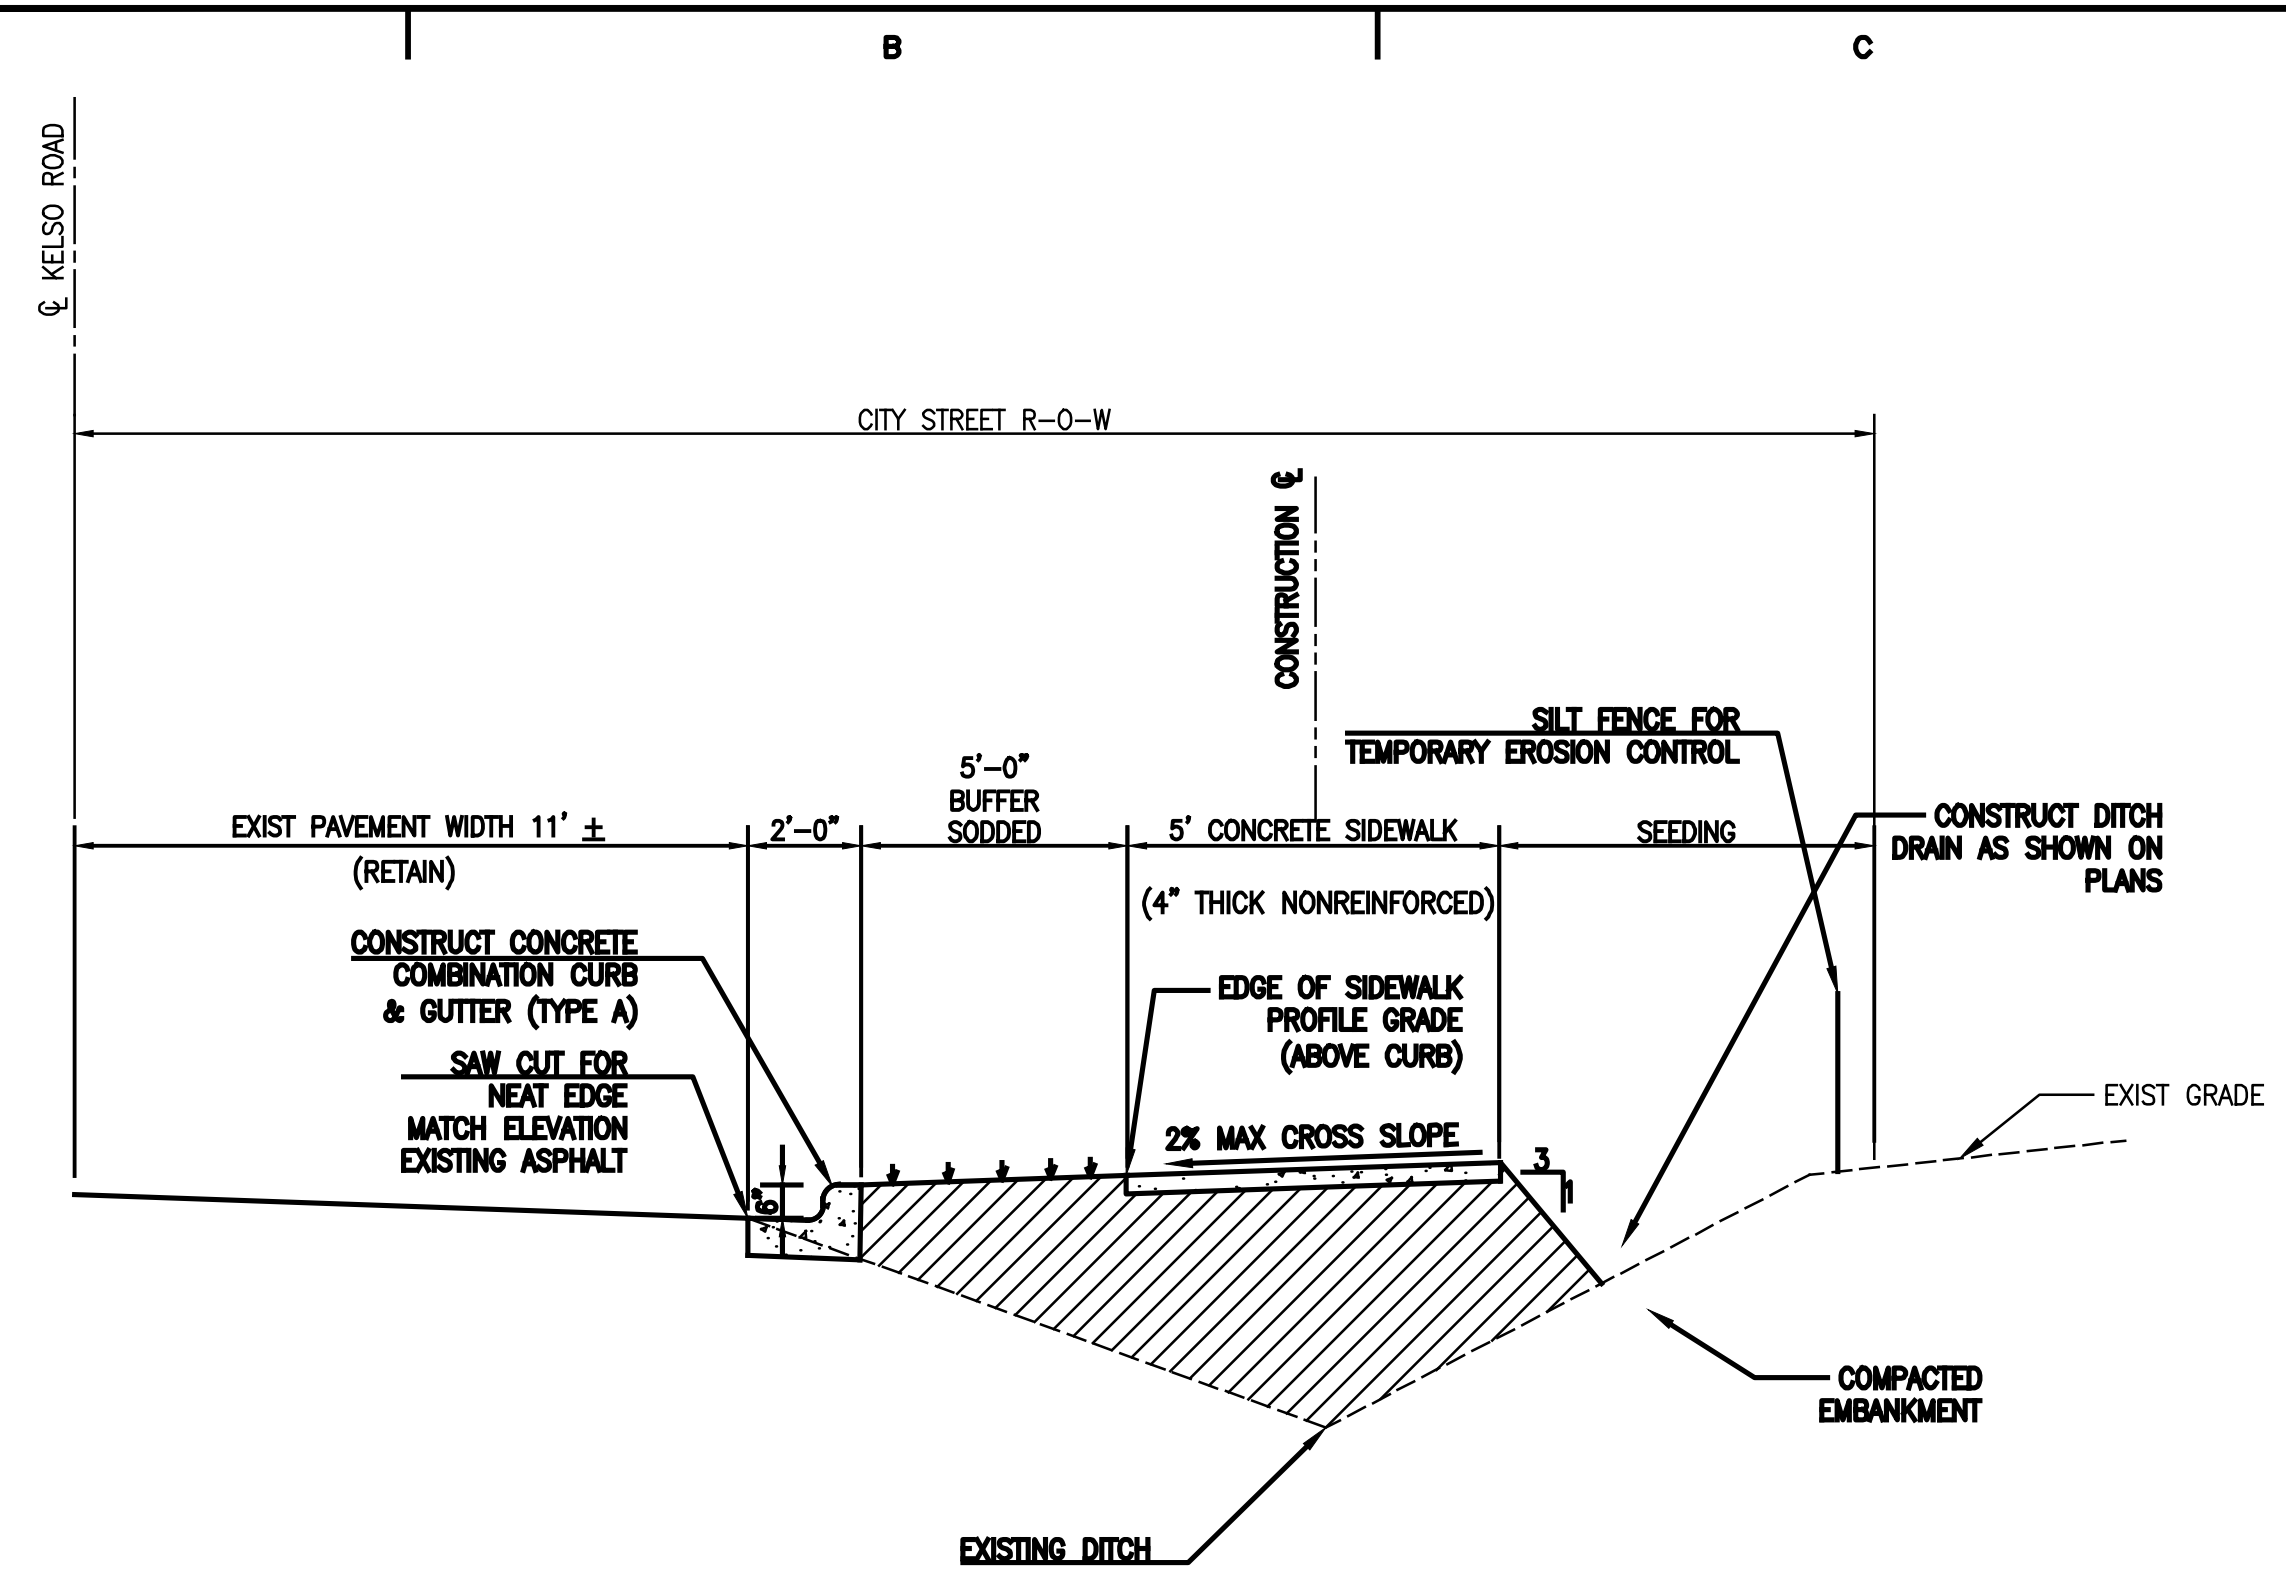 B
C
℄ KELSO ROAD
CITY STREET R-O-W
CONSTRUCTION ℄
SILT FENCE FOR
TEMPORARY EROSION CONTROL
5'-0"
BUFFER
SODDED
EXIST PAVEMENT WIDTH 11' ±
(RETAIN)
2'-0"
5' CONCRETE SIDEWALK
(4" THICK NONREINFORCED)
SEEDING
CONSTRUCT DITCH
DRAIN AS SHOWN ON
PLANS
CONSTRUCT CONCRETE
COMBINATION CURB
& GUTTER (TYPE A)
SAW CUT FOR
NEAT EDGE
MATCH ELEVATION
EXISTING ASPHALT
EDGE OF SIDEWALK
PROFILE GRADE
(ABOVE CURB)
2% MAX CROSS SLOPE
EXIST GRADE
6"
3
1
COMPACTED
EMBANKMENT
EXISTING DITCH